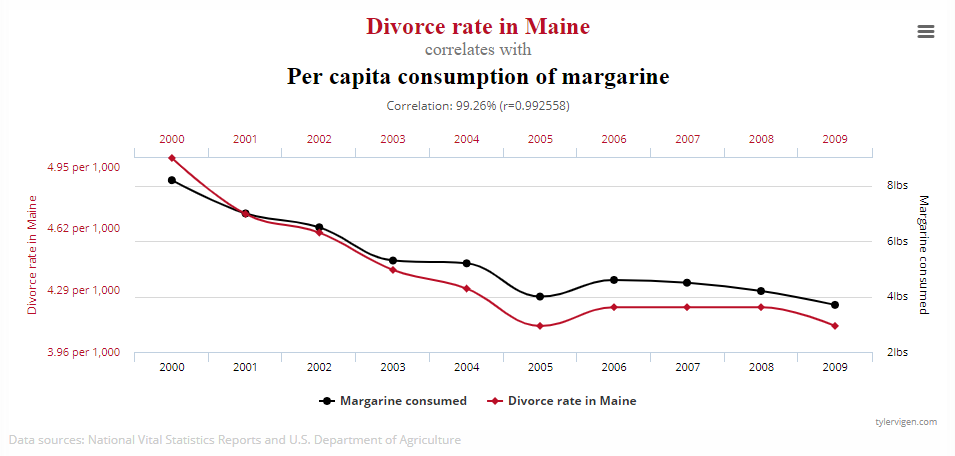 Divorce rate in Maine
correlates with
Per capita consumption of margarine
Correlation: 99.26% (r=0.992558)
2000 2001 2002 2003 2004 2005 2006 2007 2008 2009
4.95 per 1,000
4.62 per 1,000
4.29 per 1,000
3.96 per 1,000
Divorce rate in Maine
8lbs
6lbs
4lbs
2lbs
Margarine consumed
2000 2001 2002 2003 2004 2005 2006 2007 2008 2009
Margarine consumed Divorce rate in Maine
tylervigen.com
Data sources: National Vital Statistics Reports and U.S. Department of Agriculture